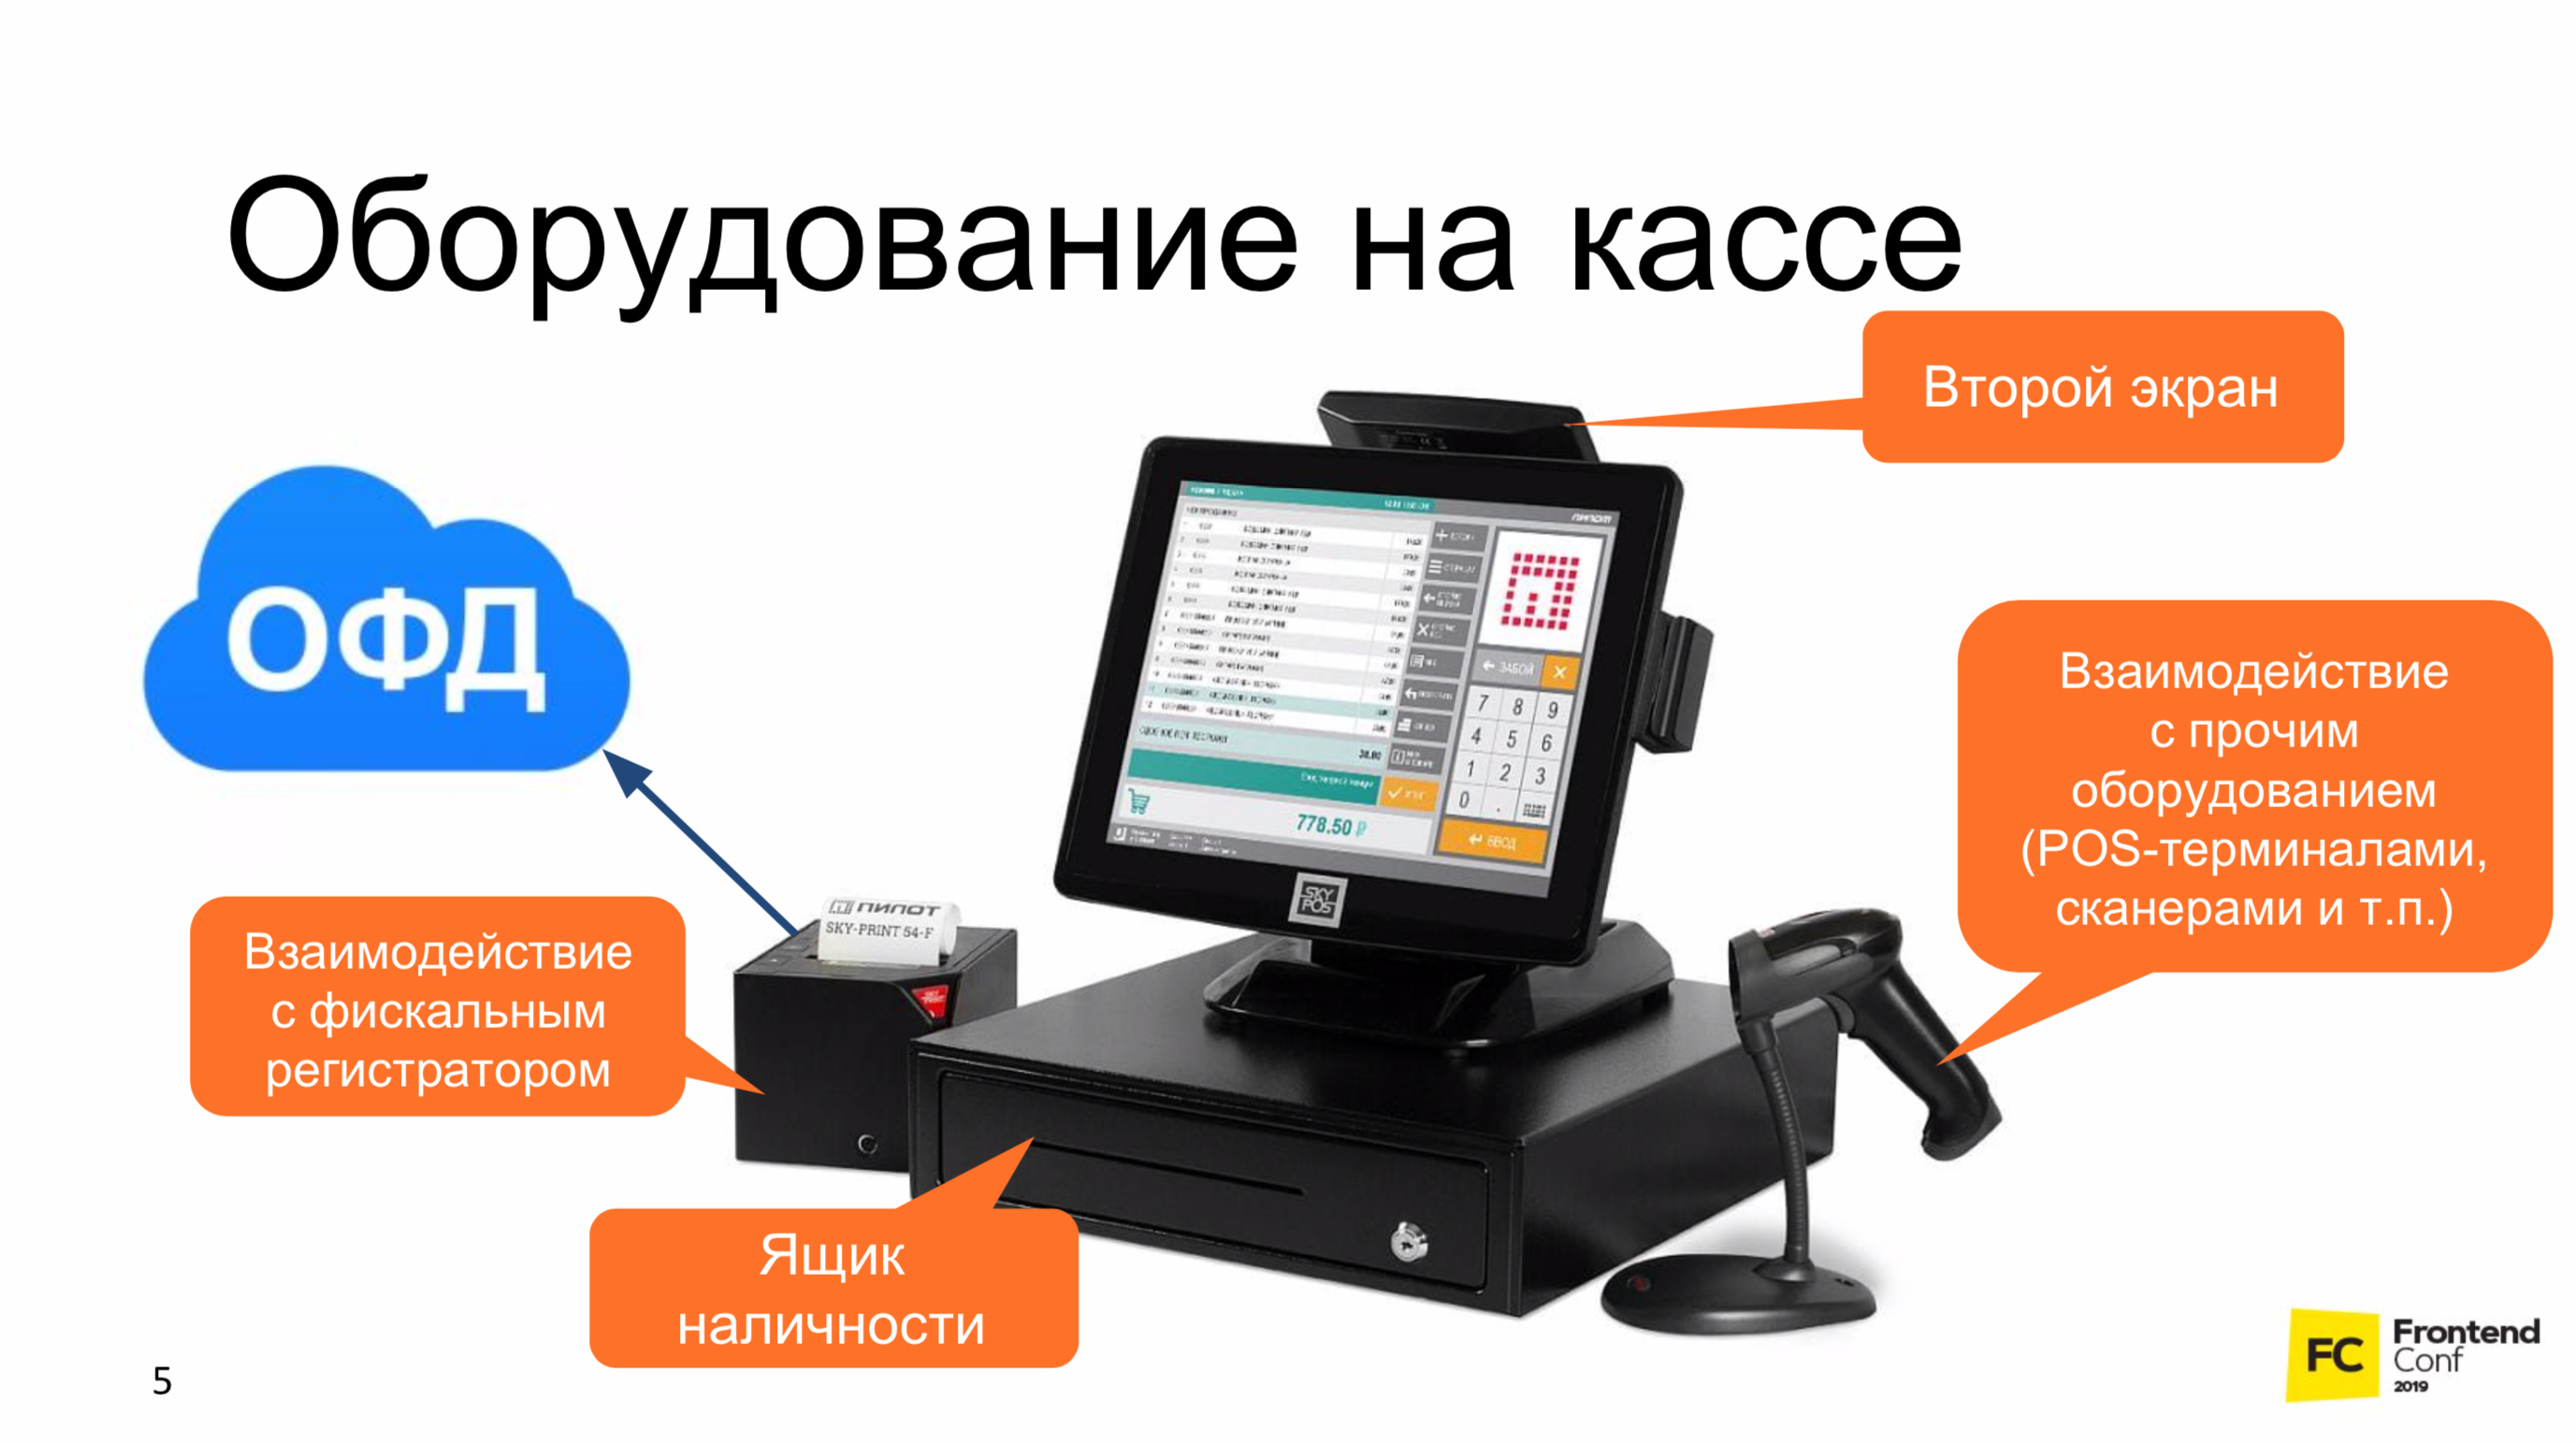 Оборудование на кассе
Второй экран
ОФД
Взаимодействие
с прочим
оборудованием
(POS-терминалами,
сканерами и т.п.)
ПИЛОТ
SKY-PRINT 54-F
Взаимодействие
с фискальным
регистратором
ЗАБОЙ
7 8 9
4 5 6
1 2 3
0 .
ВВОД
38.00
778.50 ₽
SKY
POS
Ящик
наличности
5
FC
Frontend
Conf
2019